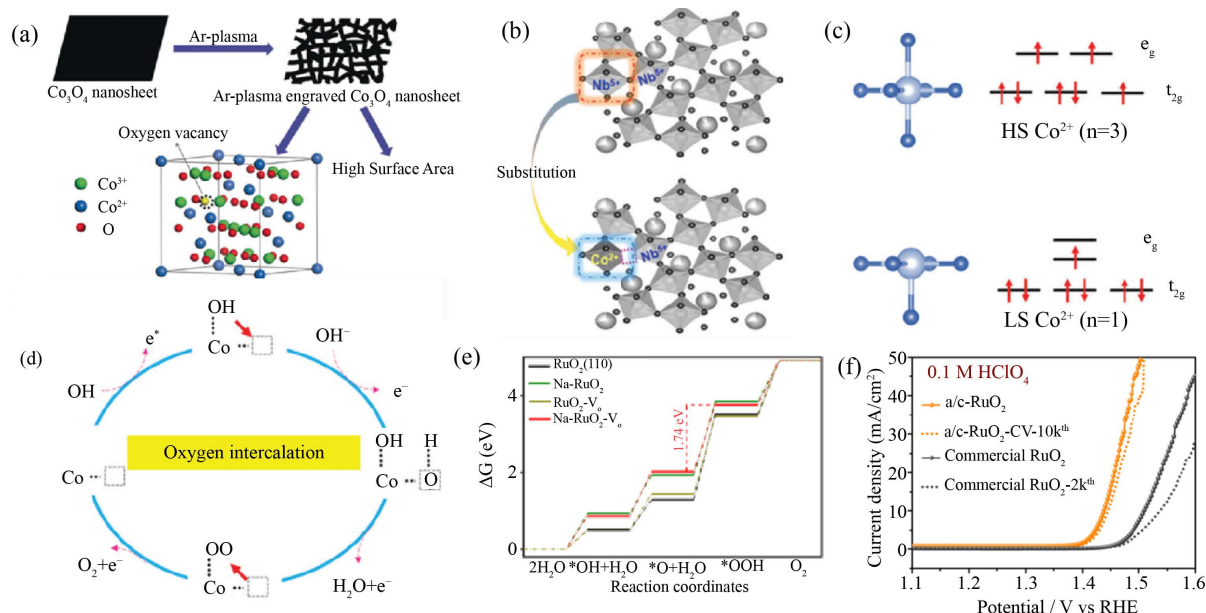 (a)
Ar-plasma
Co₃O₄ nanosheet
Ar-plasma engraved Co₃O₄ nanosheet
Oxygen vacancy
High Surface Area
Co³⁺
Co²⁺
O
(b)
Nb⁵⁺
Nb⁵⁺
Substitution
Co²⁺
Nb⁵⁺
(c)
e_g
t_2g
HS Co²⁺ (n=3)
e_g
t_2g
LS Co²⁺ (n=1)
(d)
OH
Co
e*
OH⁻
OH
e⁻
Oxygen intercalation
OH H
Co O
Co
O₂+e⁻
OO
Co
H₂O+e⁻
(e)
RuO₂(110)
Na-RuO₂
RuO₂-Vₒ
Na-RuO₂-Vₒ
1.74 eV
ΔG (eV)
4
2
0
2H₂O *OH+H₂O *O+H₂O *OOH O₂
Reaction coordinates
(f)
0.1 M HClO₄
a/c-RuO₂
a/c-RuO₂-CV-10kᵗʰ
Commercial RuO₂
Commercial RuO₂-2kᵗʰ
Current density (mA/cm²)
50
40
30
20
10
0
1.1 1.2 1.3 1.4 1.5 1.6
Potential / V vs RHE